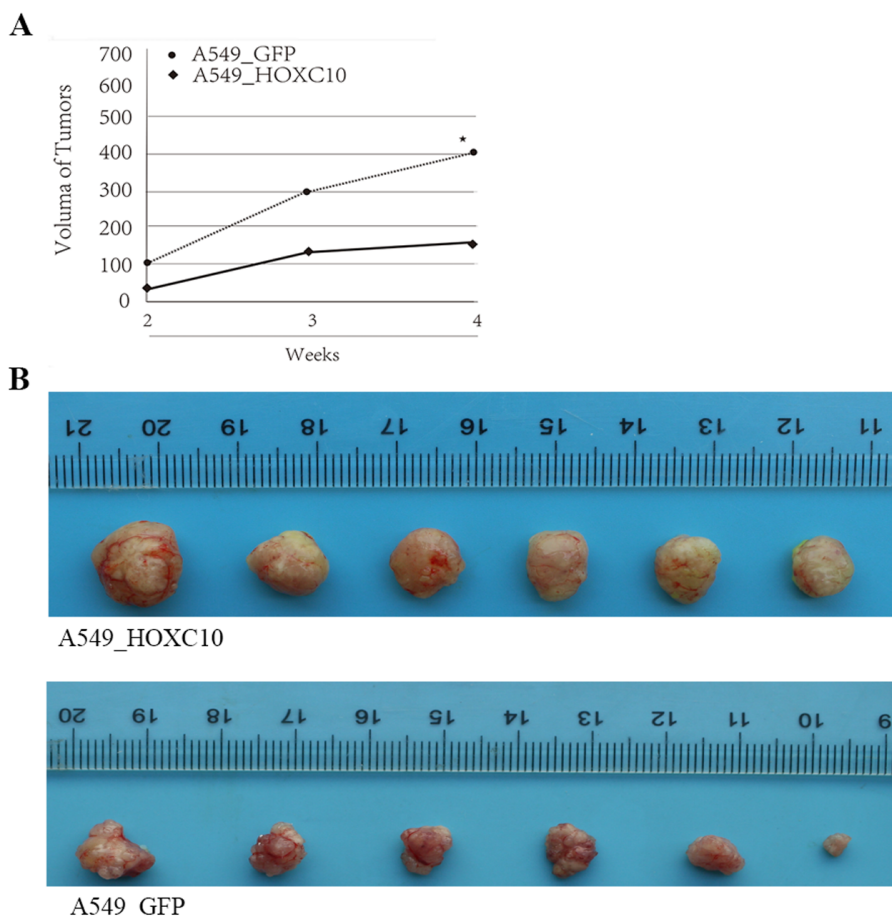 A
700
600
500
400
300
200
100
0
A549_GFP
A549_HOXC10
Voluma of Tumors
★
2 3 4
Weeks
B
21 20 19 18 17 16 15 14 13 12 11
A549_HOXC10
20 19 18 17 16 15 14 13 12 11 10 9
A549_GFP